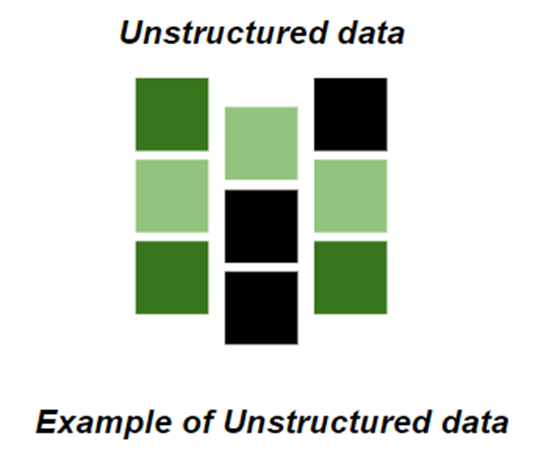 Unstructured data
Example of Unstructured data